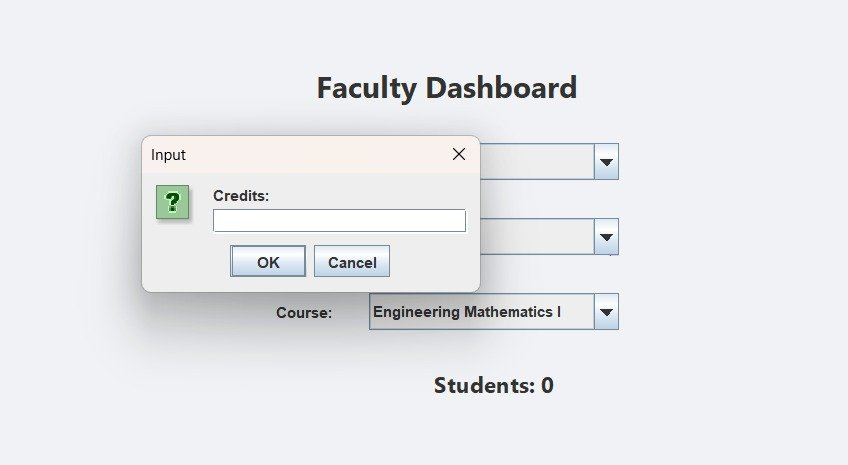 Faculty Dashboard
Input
?
Credits:
OK Cancel
Course: Engineering Mathematics I
Students: 0